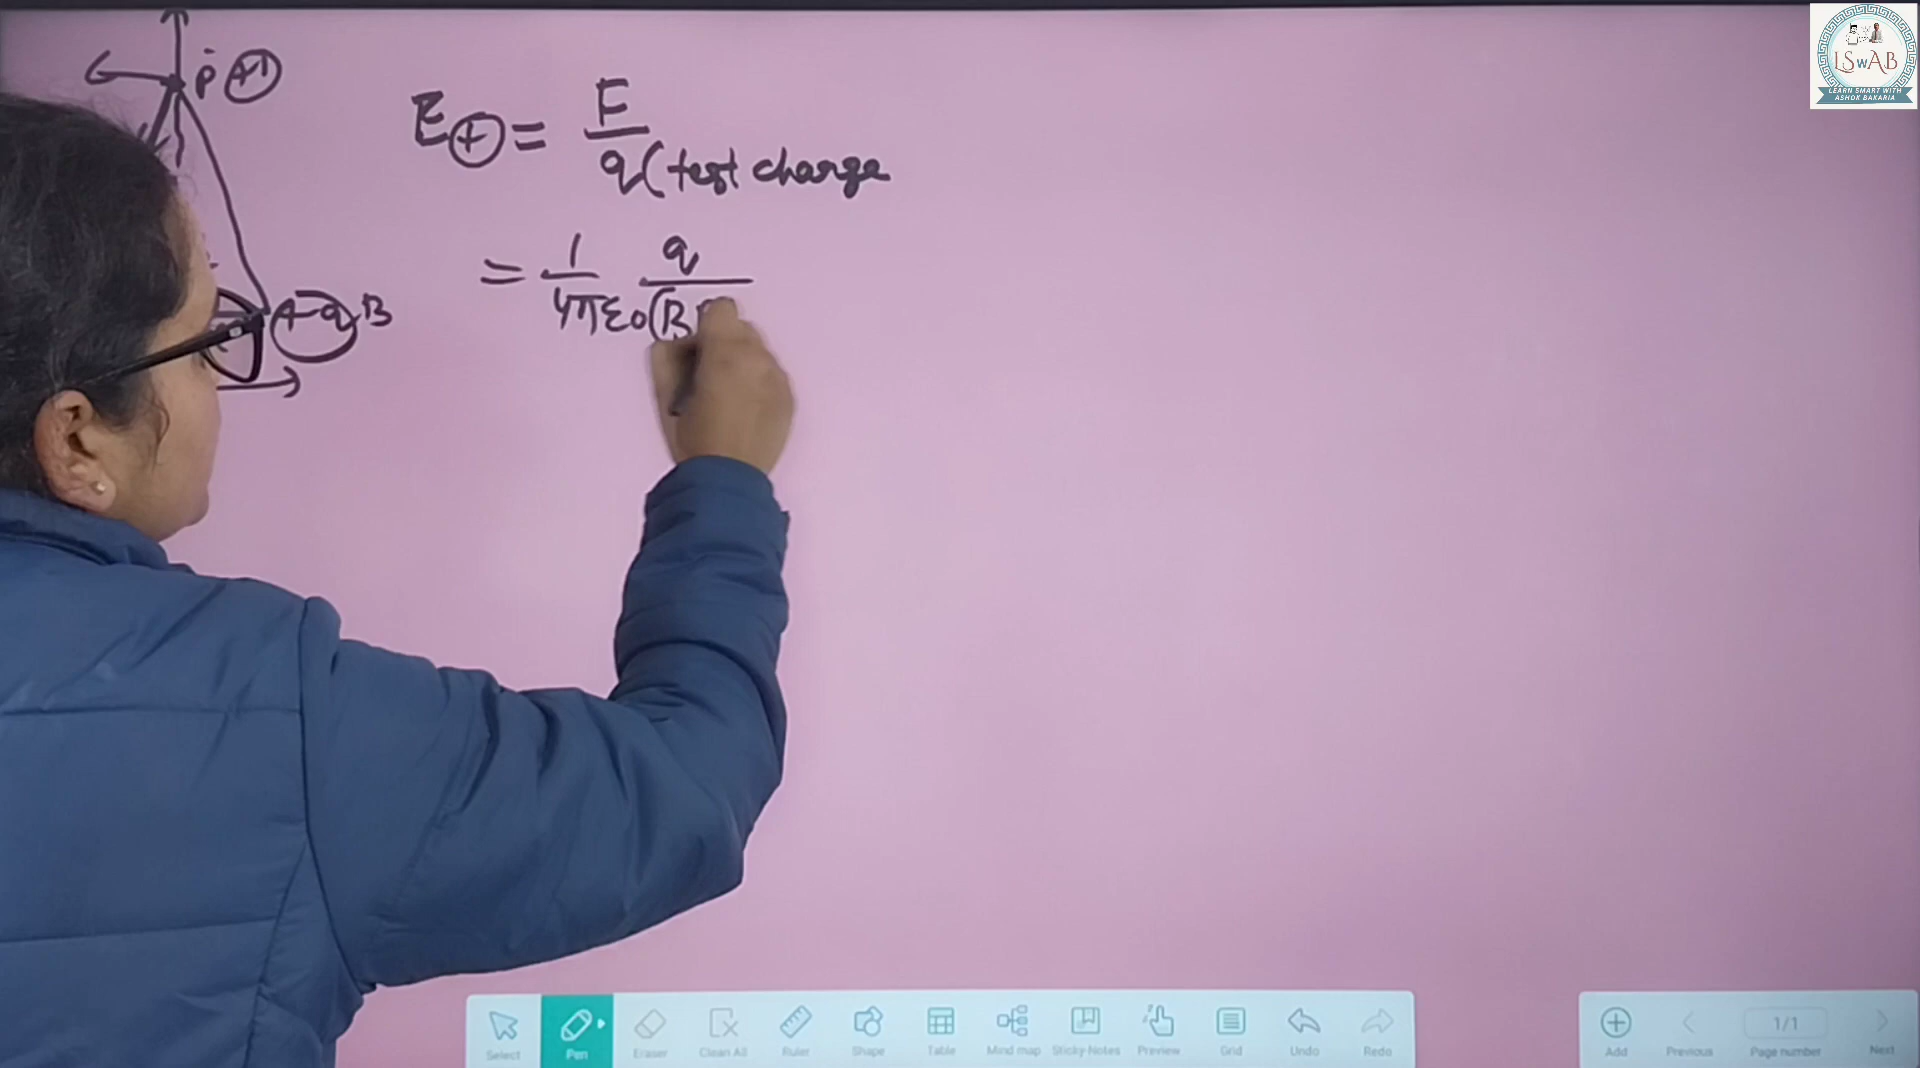 P +1
E⊕ = F / q (test charge
= 1 / 4πε0 q / (B
+q B
LSwAB
LEARN SMART WITH
ASHOK BAKARIA
Select Pen Eraser Clean All Ruler Shape Table Mind map Sticky-Notes Preview Grid Undo Redo
Add Previous 1/1 Page number Next